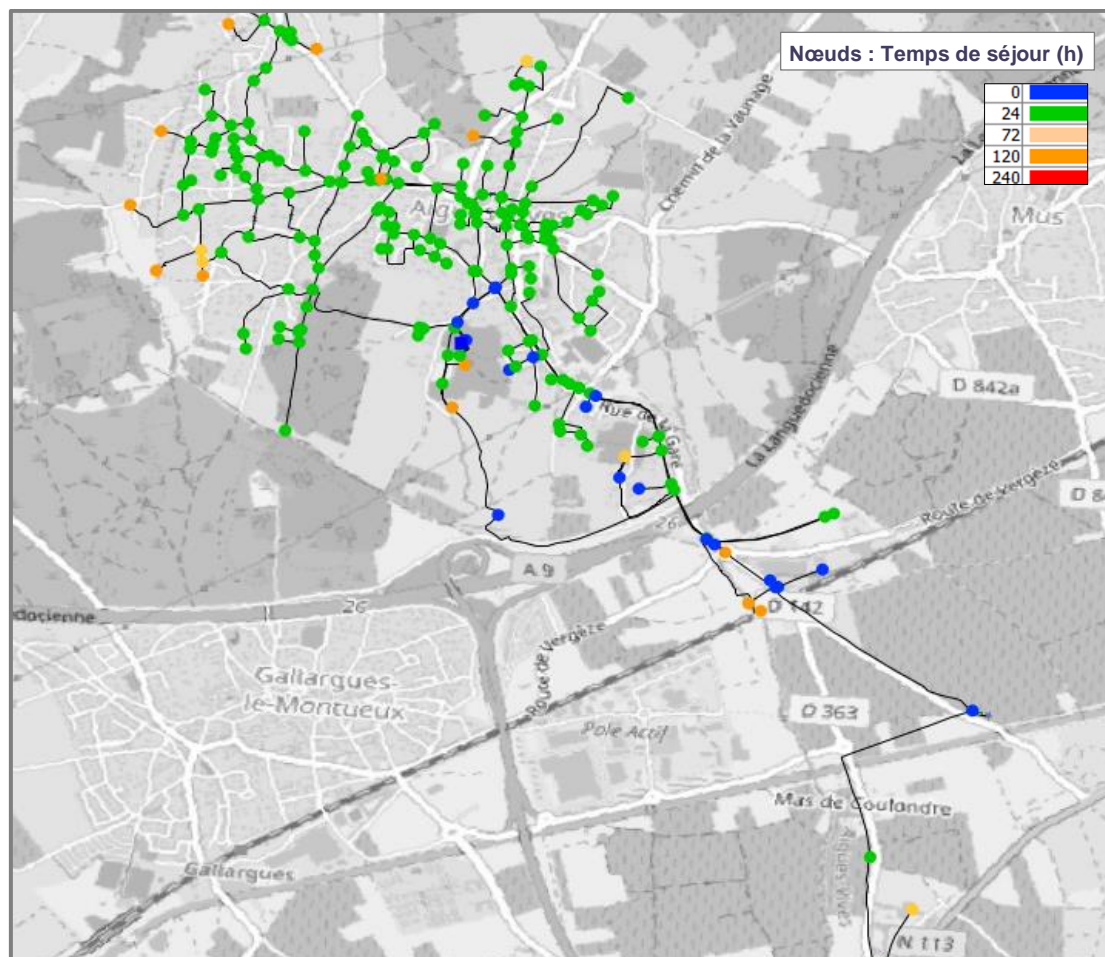 Nœuds : Temps de séjour (h)
0
24
72
120
240
Chemin de la Vaunage
Mus
D 842a
La Languedocienne
Rue de la Gare
Route de Vergèze
26
A 9
26
D 142
Route de Vergèze
Gallargues-
le-Montueux
D 363
Pole Actif
Mas de Coulondre
Aigues Vives
Gallargues
N 113